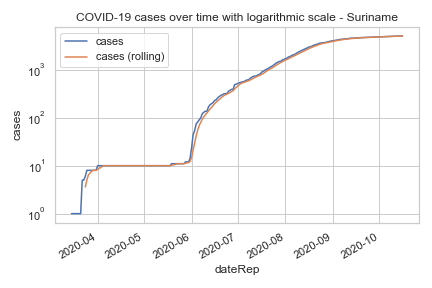 COVID-19 cases over time with logarithmic scale - Suriname
cases
cases (rolling)
10³
10²
10¹
10⁰
cases
2020-04
2020-05
2020-06
2020-07
2020-08
2020-09
2020-10
dateRep